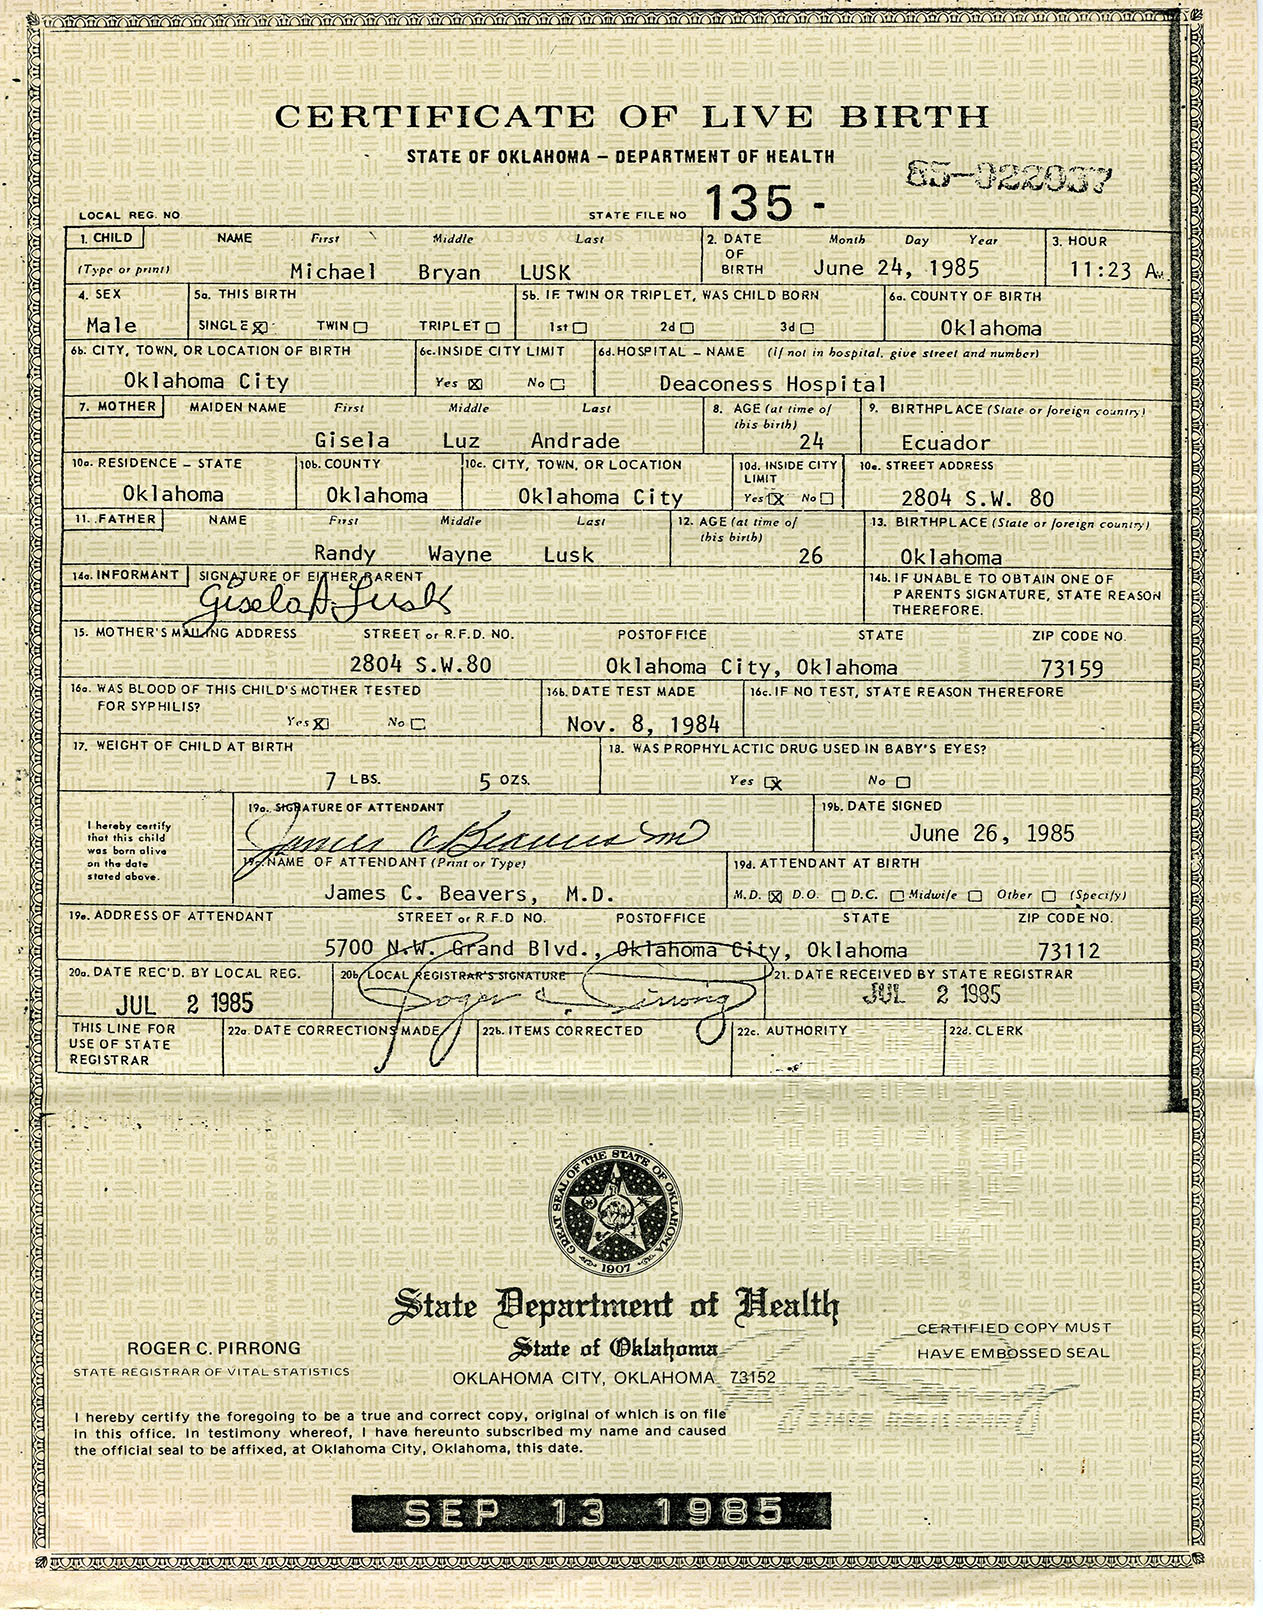 CERTIFICATE OF LIVE BIRTH
STATE OF OKLAHOMA – DEPARTMENT OF HEALTH
85-022037
LOCAL REG. NO STATE FILE NO 135 -
1. CHILD NAME First Middle Last 2. DATE OF BIRTH Month Day Year 3. HOUR
(Type or print) Michael Bryan LUSK June 24, 1985 11:23 A.
4. SEX 5a. THIS BIRTH 5b. IF TWIN OR TRIPLET, WAS CHILD BORN 6a. COUNTY OF BIRTH
Male SINGLE ☒ TWIN ☐ TRIPLET ☐ 1st ☐ 2d ☐ 3d ☐ Oklahoma
6b. CITY, TOWN, OR LOCATION OF BIRTH 6c. INSIDE CITY LIMIT 6d. HOSPITAL – NAME (if not in hospital, give street and number)
Oklahoma City Yes ☒ No ☐ Deaconess Hospital
7. MOTHER MAIDEN NAME First Middle Last 8. AGE (at time of this birth) 9. BIRTHPLACE (State or foreign country)
Gisela Luz Andrade 24 Ecuador
10a. RESIDENCE – STATE 10b. COUNTY 10c. CITY, TOWN, OR LOCATION 10d. INSIDE CITY LIMIT 10e. STREET ADDRESS
Oklahoma Oklahoma Oklahoma City Yes ☒ No ☐ 2804 S.W. 80
11. FATHER NAME First Middle Last 12. AGE (at time of this birth) 13. BIRTHPLACE (State or foreign country)
Randy Wayne Lusk 26 Oklahoma
14a. INFORMANT SIGNATURE OF EITHER PARENT 14b. IF UNABLE TO OBTAIN ONE OF
Gisela A. Lusk PARENTS SIGNATURE, STATE REASON
THEREFORE.
15. MOTHER'S MAILING ADDRESS STREET or R.F.D. NO. POSTOFFICE STATE ZIP CODE NO.
2804 S.W.80 Oklahoma City, Oklahoma 73159
16a. WAS BLOOD OF THIS CHILD'S MOTHER TESTED 16b. DATE TEST MADE 16c. IF NO TEST, STATE REASON THEREFORE
FOR SYPHILIS? Yes ☒ No ☐ Nov. 8, 1984
17. WEIGHT OF CHILD AT BIRTH 18. WAS PROPHYLACTIC DRUG USED IN BABY'S EYES?
7 LBS. 5 OZS. Yes ☒ No ☐
I hereby certify
that this child
was born alive
on the date
stated above.
19a. SIGNATURE OF ATTENDANT 19b. DATE SIGNED
James C Beavers MD June 26, 1985
19c. NAME OF ATTENDANT (Print or Type) 19d. ATTENDANT AT BIRTH
James C. Beavers, M.D. M.D. ☒ D.O. ☐ D.C. ☐ Midwife ☐ Other ☐ (Specify)
19e. ADDRESS OF ATTENDANT STREET or R.F.D NO. POSTOFFICE STATE ZIP CODE NO.
5700 N.W. Grand Blvd., Oklahoma City, Oklahoma 73112
20a. DATE REC'D. BY LOCAL REG. 20b. LOCAL REGISTRAR'S SIGNATURE 21. DATE RECEIVED BY STATE REGISTRAR
JUL 2 1985 Roger C. Pirrong JUL 2 1985
THIS LINE FOR
USE OF STATE
REGISTRAR
22a. DATE CORRECTIONS MADE 22b. ITEMS CORRECTED 22c. AUTHORITY 22d. CLERK
GREAT SEAL OF THE STATE OF OKLAHOMA
1907
State Department of Health
State of Oklahoma
OKLAHOMA CITY, OKLAHOMA 73152
ROGER C. PIRRONG
STATE REGISTRAR OF VITAL STATISTICS
CERTIFIED COPY MUST
HAVE EMBOSSED SEAL
STATE REGISTRAR
I hereby certify the foregoing to be a true and correct copy, original of which is on file
in this office. In testimony whereof, I have hereunto subscribed my name and caused
the official seal to be affixed, at Oklahoma City, Oklahoma, this date.
SEP 13 1985